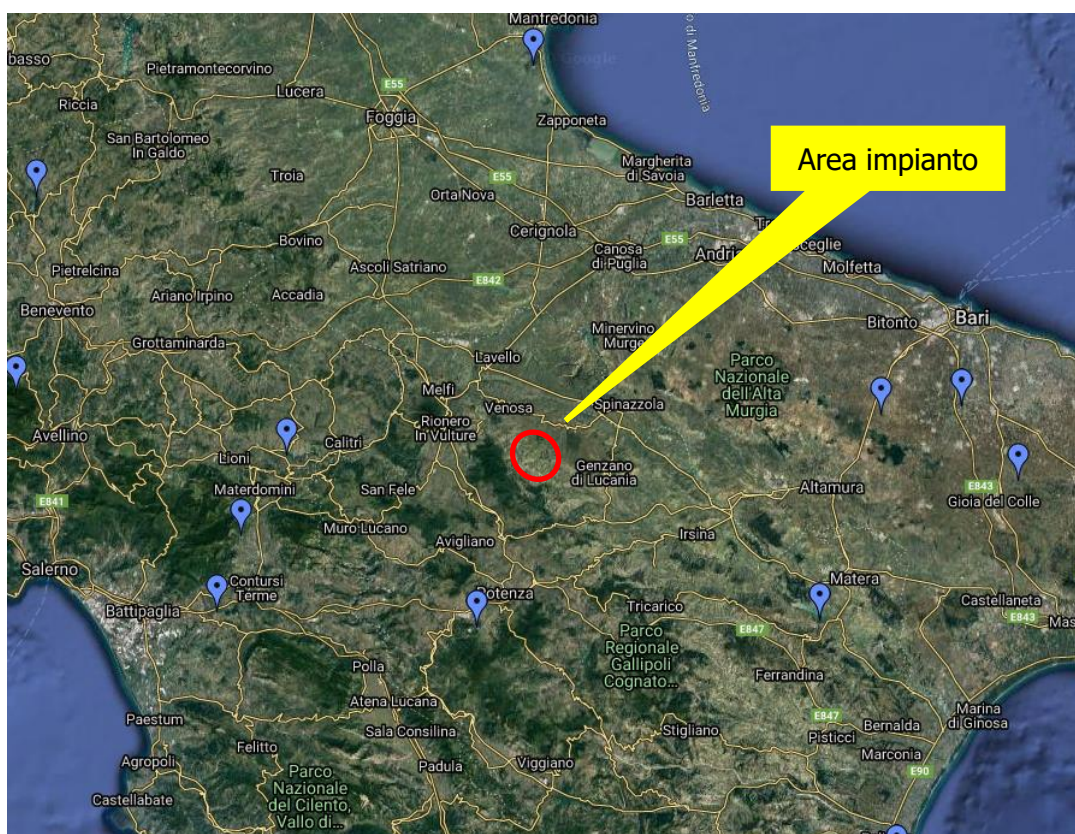 Manfredonia
Pietramontecorvino
Lucera
E55
Riccia
Foggia
Zapponeta
San Bartolomeo
In Galdo
Troia
Margherita
di Savoia
Area impianto
E55
Orta Nova
Barletta
Cerignola
Bovino
Canosa
di Puglia
E55
Molfetta
Pietrelcina
Ascoli Satriano
E842
Ariano Irpino
Accadia
Benevento
Bari
Bitonto
Minervino
Grottaminarda
Lavello
Parco
Nazionale
dell'Alta
Murgia
Melfi
Venosa
Spinazzola
Rionero
In Vulture
Avellino
Calitri
Lioni
Genzano
di Lucania
Materdomini
San Fele
Altamura
E843
Gioia del Colle
E841
Muro Lucano
Avigliano
Irsina
Salerno
Contursi
Terme
Potenza
Matera
Battipaglia
Tricarico
Castellaneta
E843
E847
Parco
Regionale
Gallipoli
Cognato...
Polla
Ferrandina
Atena Lucana
Paestum
Sala Consilina
Stigliano
E847
Bernalda
Marina
di Ginosa
Pisticci
Felitto
Agropoli
Padula
Viggiano
Marconia
E90
Parco
Nazionale
del Cilento,
Vallo di...
Castellabate